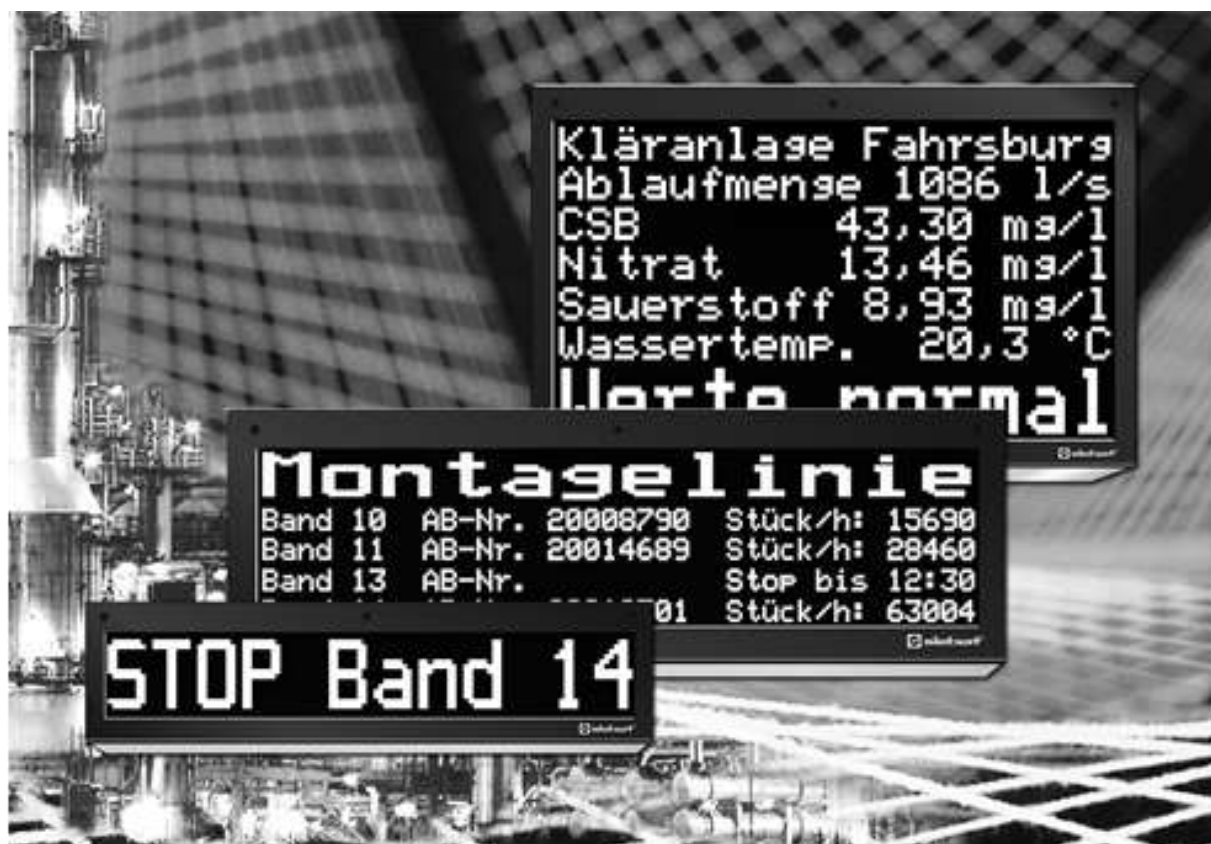 Kläranlage Fahrsburg
Ablaufmenge 1086 l/s
CSB 43,30 mg/l
Nitrat 13,46 mg/l
Sauerstoff 8,93 mg/l
Wassertemp. 20,3 °C
Werte normal
Montagelinie
Band 10 AB-Nr. 20008790 Stück/h: 15690
Band 11 AB-Nr. 20014689 Stück/h: 28460
Band 13 AB-Nr. Stop bis 12:30
01 Stück/h: 63004
STOP Band 14